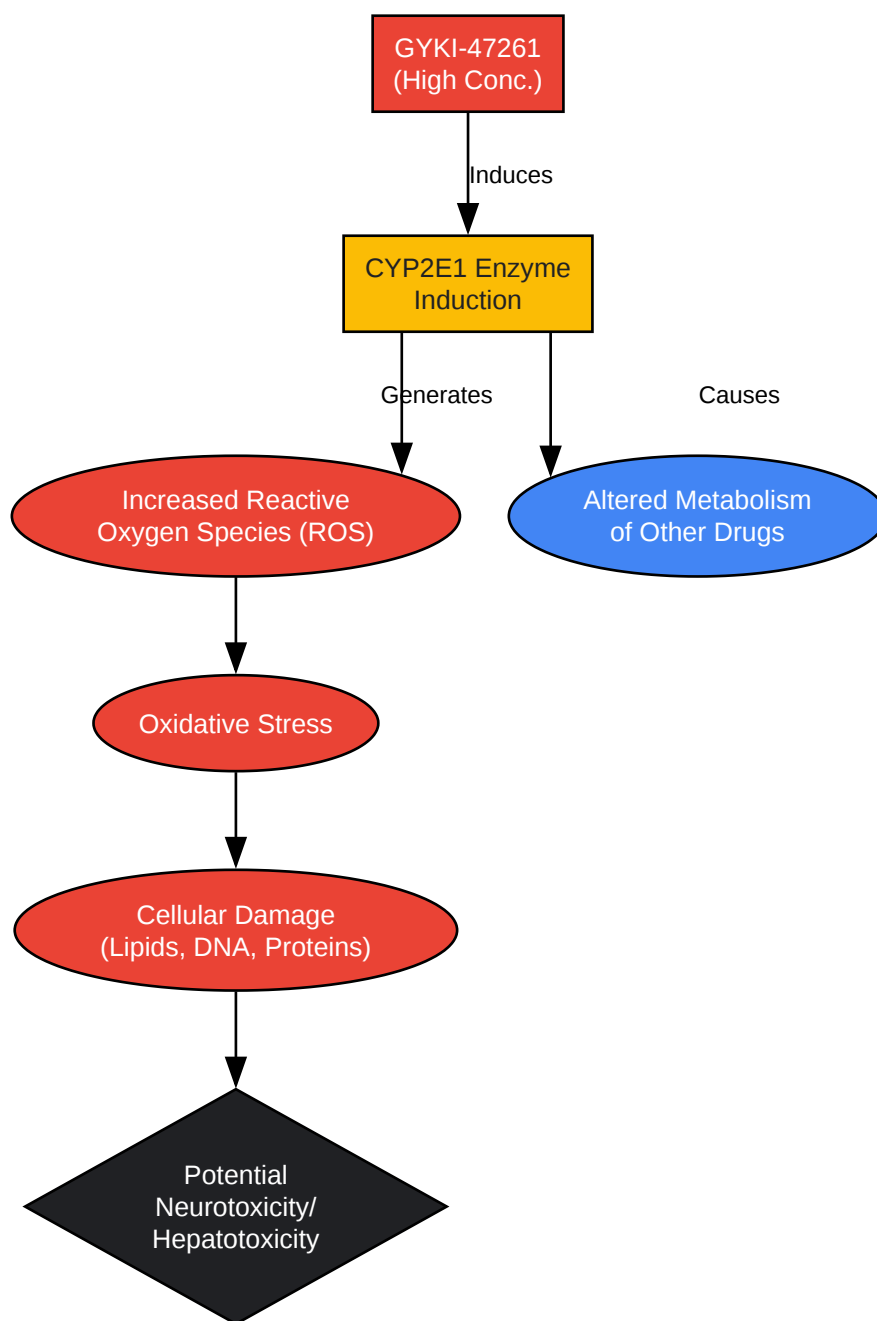 GYKI-47261
(High Conc.)
Induces
CYP2E1 Enzyme
Induction
Generates
Causes
Increased Reactive
Oxygen Species (ROS)
Altered Metabolism
of Other Drugs
Oxidative Stress
Cellular Damage
(Lipids, DNA, Proteins)
Potential
Neurotoxicity/
Hepatotoxicity